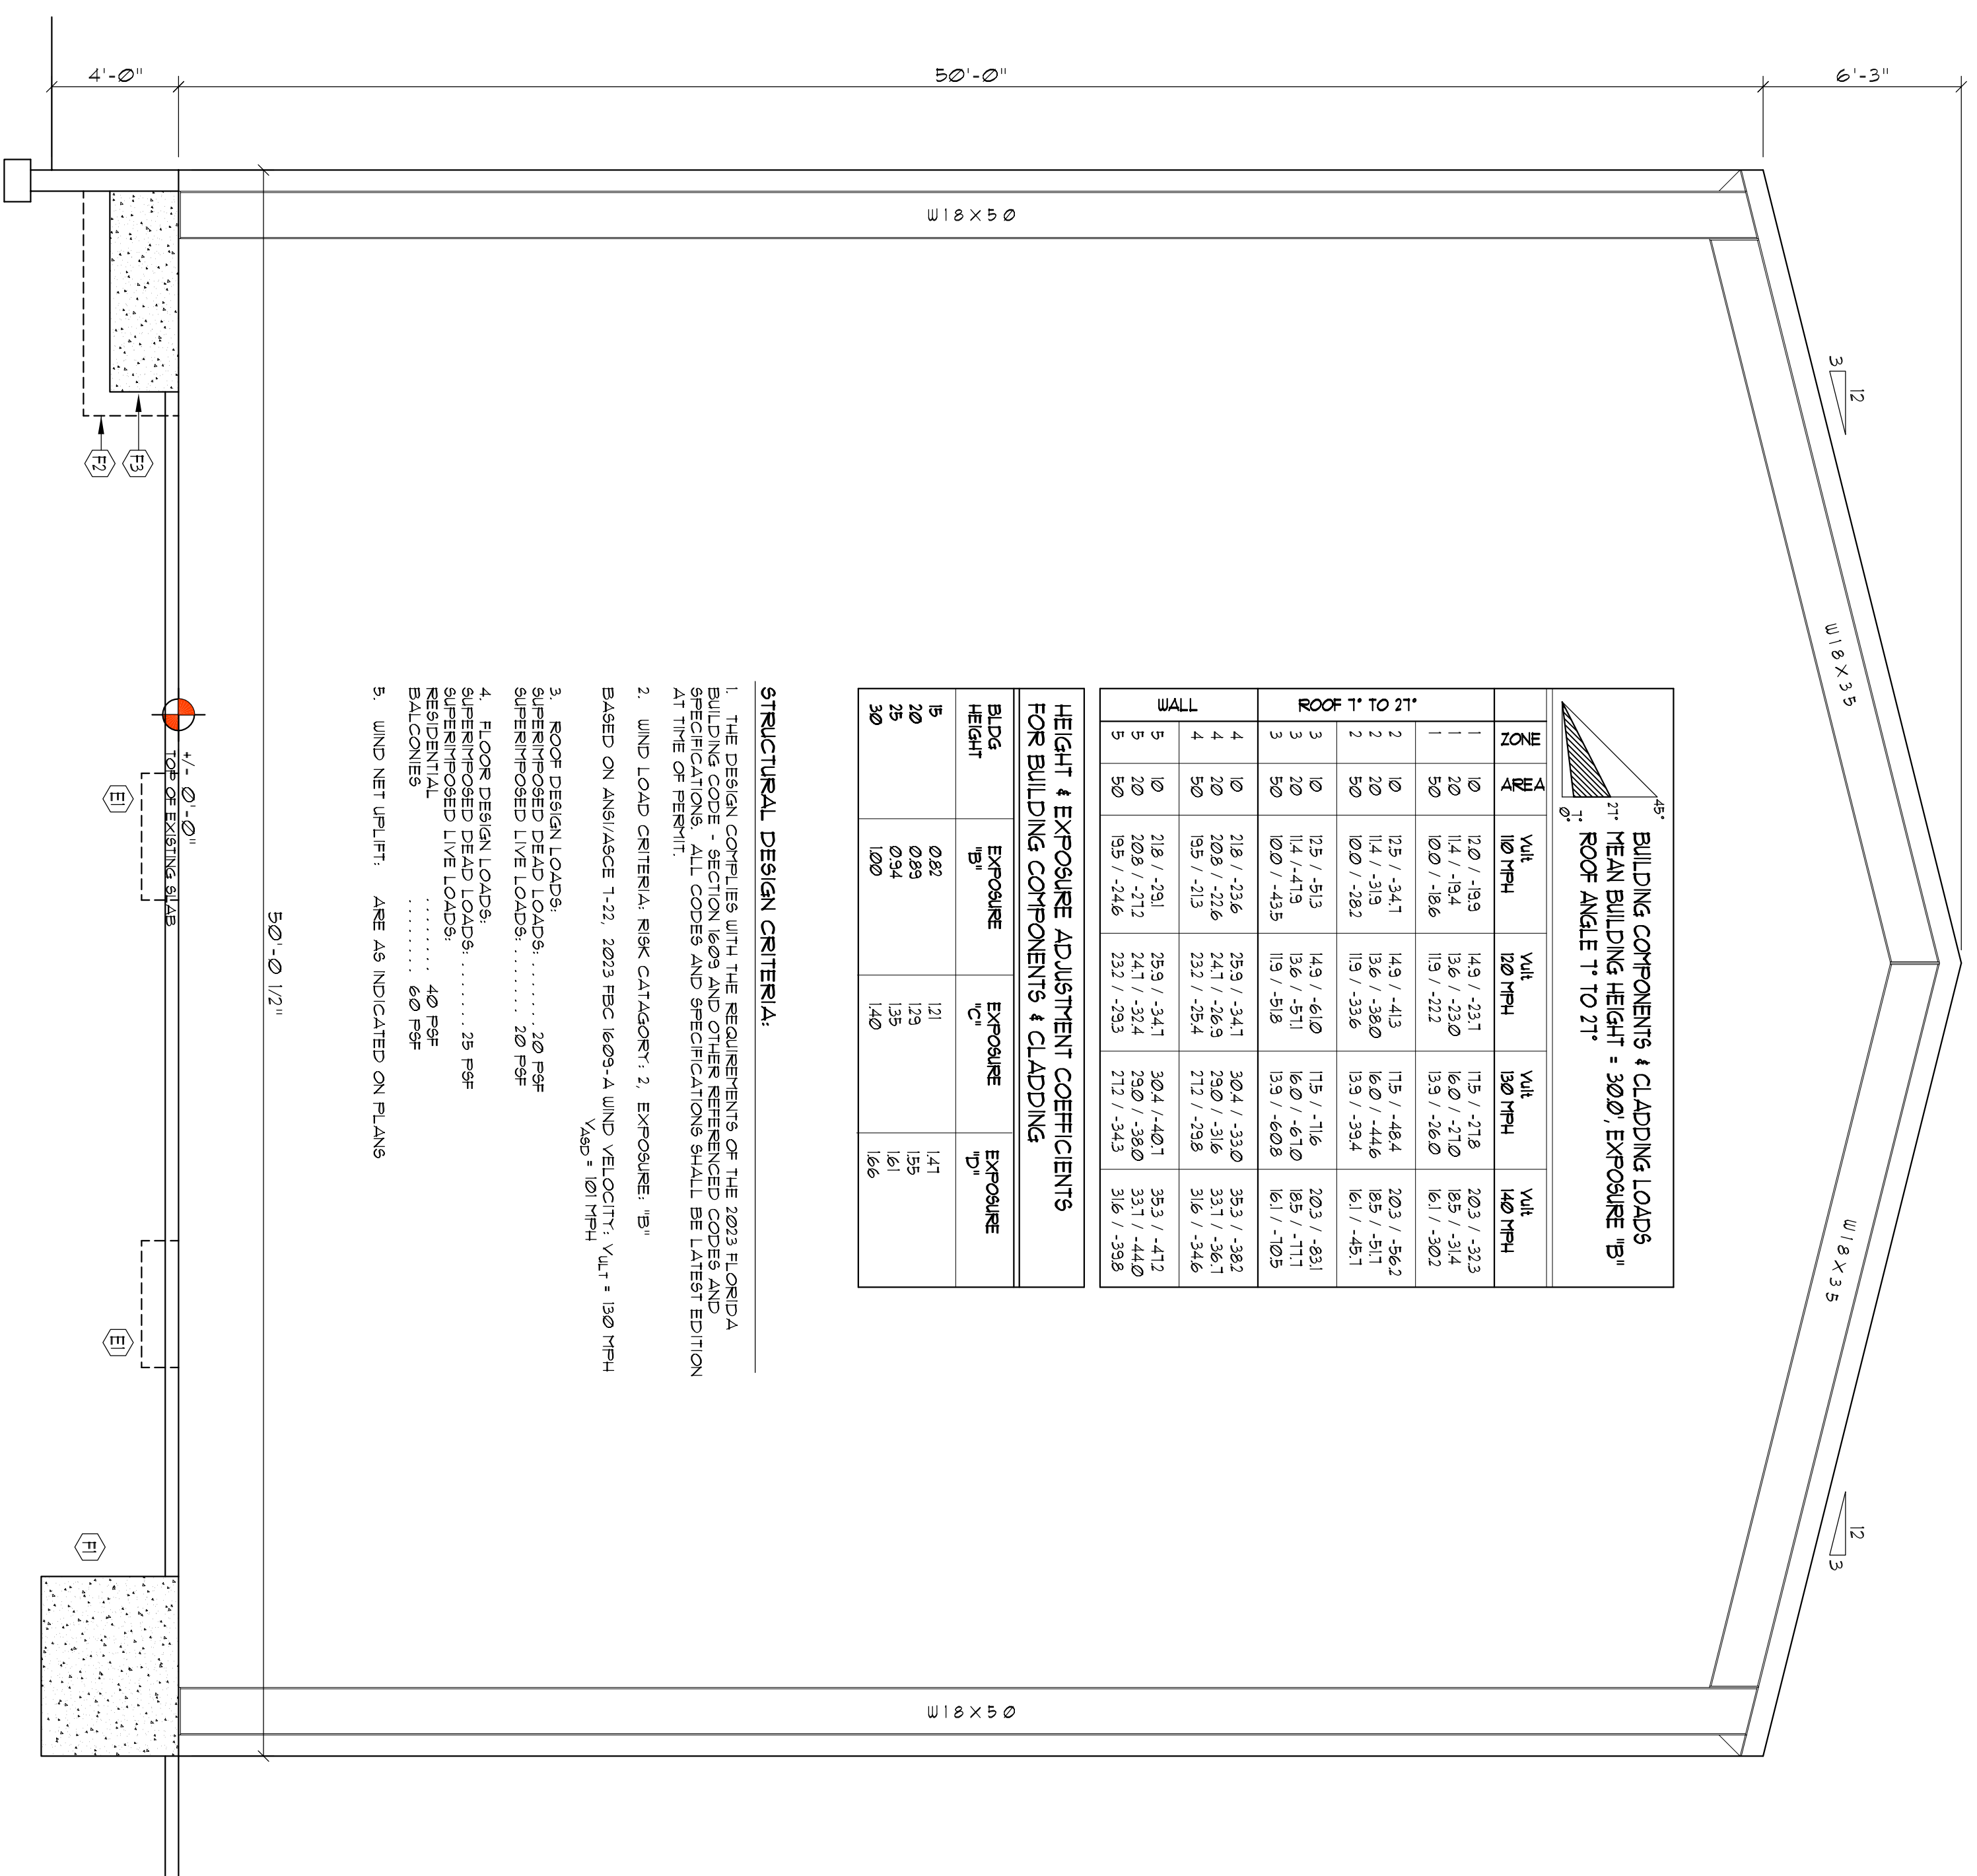 6'-3"
12
3
12
3
W18X35
W18X35
45°
27°
7°
0°
BUILDING COMPONENTS & CLADDING LOADS
MEAN BUILDING HEIGHT = 30.0', EXPOSURE "B"
ROOF ANGLE 7° TO 27°
ZONE AREA Vult 110 MPH Vult 120 MPH Vult 130 MPH Vult 140 MPH
ROOF 7° TO 27°
1 10 12.0 / -19.9 14.9 / -23.7 17.5 / -27.8 20.3 / -32.3
1 20 11.4 / -19.4 13.6 / -23.0 16.0 / -27.0 18.5 / -31.4
1 50 10.0 / -18.6 11.9 / -22.2 13.9 / -26.0 16.1 / -30.2
2 10 12.5 / -34.7 14.9 / -41.3 17.5 / -48.4 20.3 / -56.2
2 20 11.4 / -31.9 13.6 / -38.0 16.0 / -44.6 18.5 / -51.7
2 50 10.0 / -28.2 11.9 / -33.6 13.9 / -39.4 16.1 / -45.7
3 10 12.5 / -51.3 14.9 / -61.0 17.5 / -71.6 20.3 / -83.1
3 20 11.4 / -47.9 13.6 / -57.1 16.0 / -67.0 18.5 / -77.7
3 50 10.0 / -43.5 11.9 / -51.8 13.9 / -60.8 16.1 / -70.5
WALL
4 10 21.8 / -23.6 25.9 / -34.7 30.4 / -33.0 35.3 / -38.2
4 20 20.8 / -22.6 24.7 / -26.9 29.0 / -31.6 33.7 / -36.7
4 50 19.5 / -21.3 23.2 / -25.4 27.2 / -29.8 31.6 / -34.6
5 10 21.8 / -29.1 25.9 / -34.7 30.4 / -40.7 35.3 / -47.2
5 20 20.8 / -27.2 24.7 / -32.4 29.0 / -38.0 33.7 / -44.0
5 50 19.5 / -24.6 23.2 / -29.3 27.2 / -34.3 31.6 / -39.8
HEIGHT & EXPOSURE ADJUSTMENT COEFFICIENTS
FOR BUILDING COMPONENTS & CLADDING
BLDG HEIGHT EXPOSURE "B" EXPOSURE "C" EXPOSURE "D"
15 0.82 1.21 1.47
20 0.89 1.29 1.55
25 0.94 1.35 1.61
30 1.00 1.40 1.66
STRUCTURAL DESIGN CRITERIA:
1. THE DESIGN COMPLIES WITH THE REQUIREMENTS OF THE 2023 FLORIDA
BUILDING CODE - SECTION 1609 AND OTHER REFERENCED CODES AND
SPECIFICATIONS. ALL CODES AND SPECIFICATIONS SHALL BE LATEST EDITION
AT TIME OF PERMIT.
2. WIND LOAD CRITERIA: RISK CATAGORY: 2, EXPOSURE: "B"
BASED ON ANSI/ASCE 7-22, 2023 FBC 1609-A WIND VELOCITY: VULT = 130 MPH
VASD = 101 MPH
3. ROOF DESIGN LOADS:
SUPERIMPOSED DEAD LOADS: . . . . . . . . 20 PSF
SUPERIMPOSED LIVE LOADS: . . . . . . . 20 PSF
4. FLOOR DESIGN LOADS:
SUPERIMPOSED DEAD LOADS: . . . . . . . . 25 PSF
SUPERIMPOSED LIVE LOADS:
RESIDENTIAL . . . . . . . 40 PSF
BALCONIES . . . . . . . 60 PSF
5. WIND NET UPLIFT: ARE AS INDICATED ON PLANS
50'-0"
W18X50
W18X50
50'-0 1/2"
+/- 0'-0"
TOP OF EXISTING SLAB
4'-0"
F3
F2
E1
E1
F1